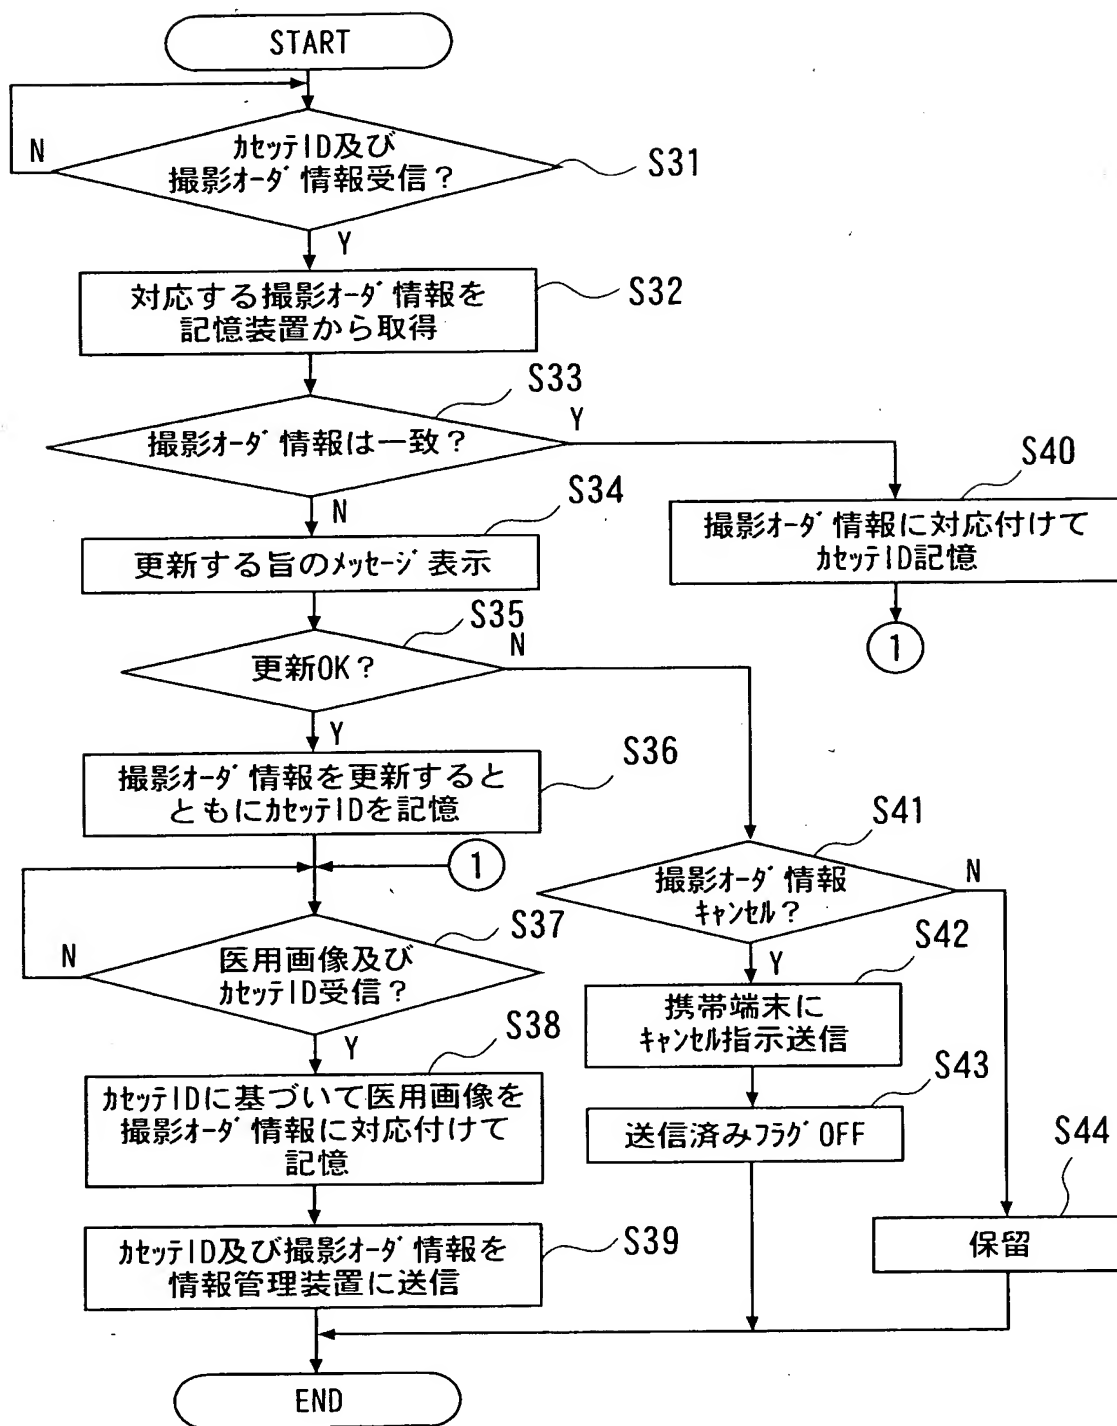 START
カセッテID及び
撮影オーダ情報受信？
N
S31
Y
対応する撮影オーダ情報を
記憶装置から取得
S32
S33
撮影オーダ情報は一致？
Y
N
S34
更新する旨のメッセージ表示
S40
撮影オーダ情報に対応付けて
カセッテID記憶
1
S35
更新OK？
N
Y
撮影オーダ情報を更新すると
ともにカセッテIDを記憶
S36
1
S41
撮影オーダ情報
キャンセル？
N
Y
S37
医用画像及び
カセッテID受信？
N
Y
S42
携帯端末に
キャンセル指示送信
S38
カセッテIDに基づいて医用画像を
撮影オーダ情報に対応付けて
記憶
S43
送信済みフラグOFF
S44
保留
カセッテID及び撮影オーダ情報を
情報管理装置に送信
S39
END